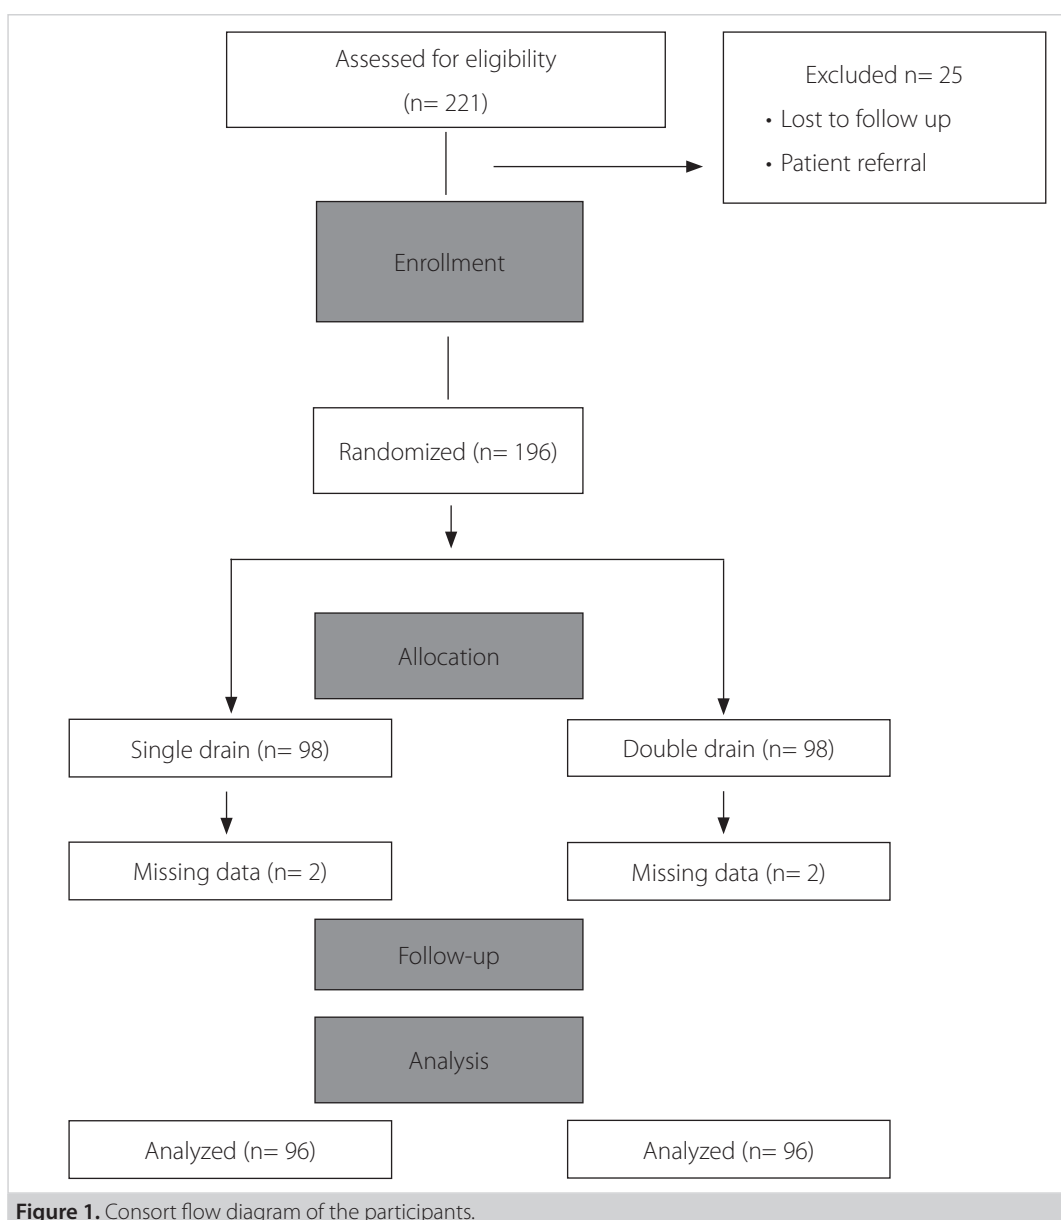 Assessed for eligibility
(n= 221)
Excluded n= 25
• Lost to follow up
• Patient referral
Enrollment
Randomized (n= 196)
Allocation
Single drain (n= 98)
Double drain (n= 98)
Missing data (n= 2)
Missing data (n= 2)
Follow-up
Analysis
Analyzed (n= 96)
Analyzed (n= 96)
Figure 1. Consort flow diagram of the participants.